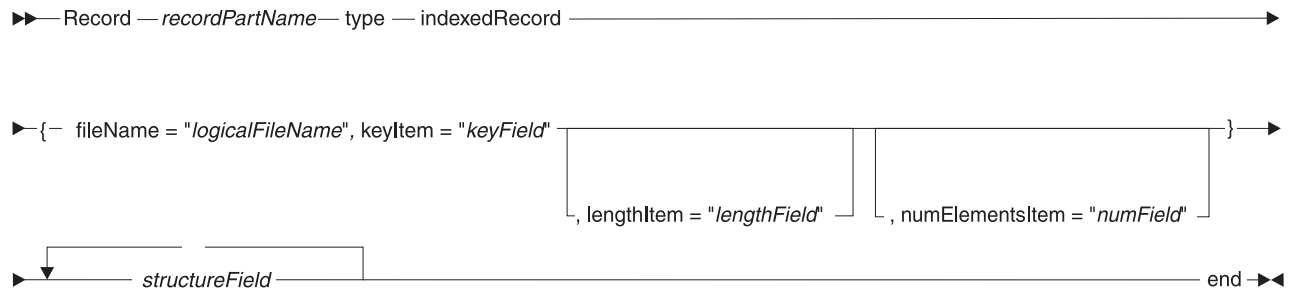 Record recordPartName type indexedRecord
{ fileName = "logicalFileName", keyItem = "keyField" }
, lengthItem = "lengthField" , numElementsItem = "numField"
structureField end